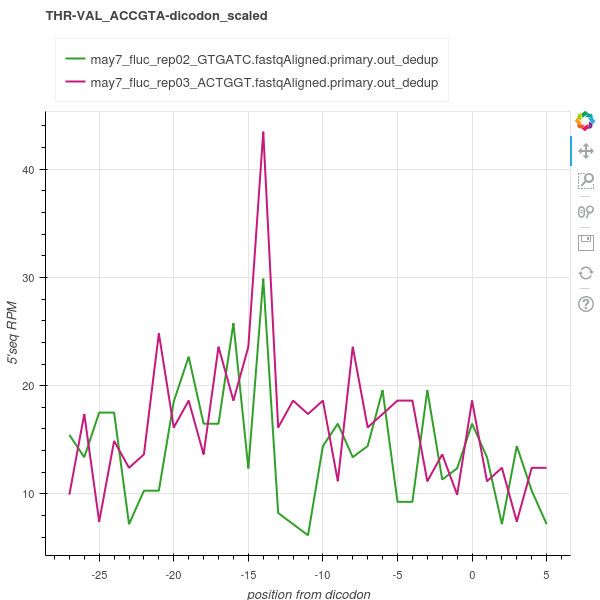 THR-VAL_ACCGTA-dicodon_scaled
may7_fluc_rep02_GTGATC.fastqAligned.primary.out_dedup
may7_fluc_rep03_ACTGGT.fastqAligned.primary.out_dedup
5'seq RPM
40
30
20
10
-25 -20 -15 -10 -5 0 5
position from dicodon